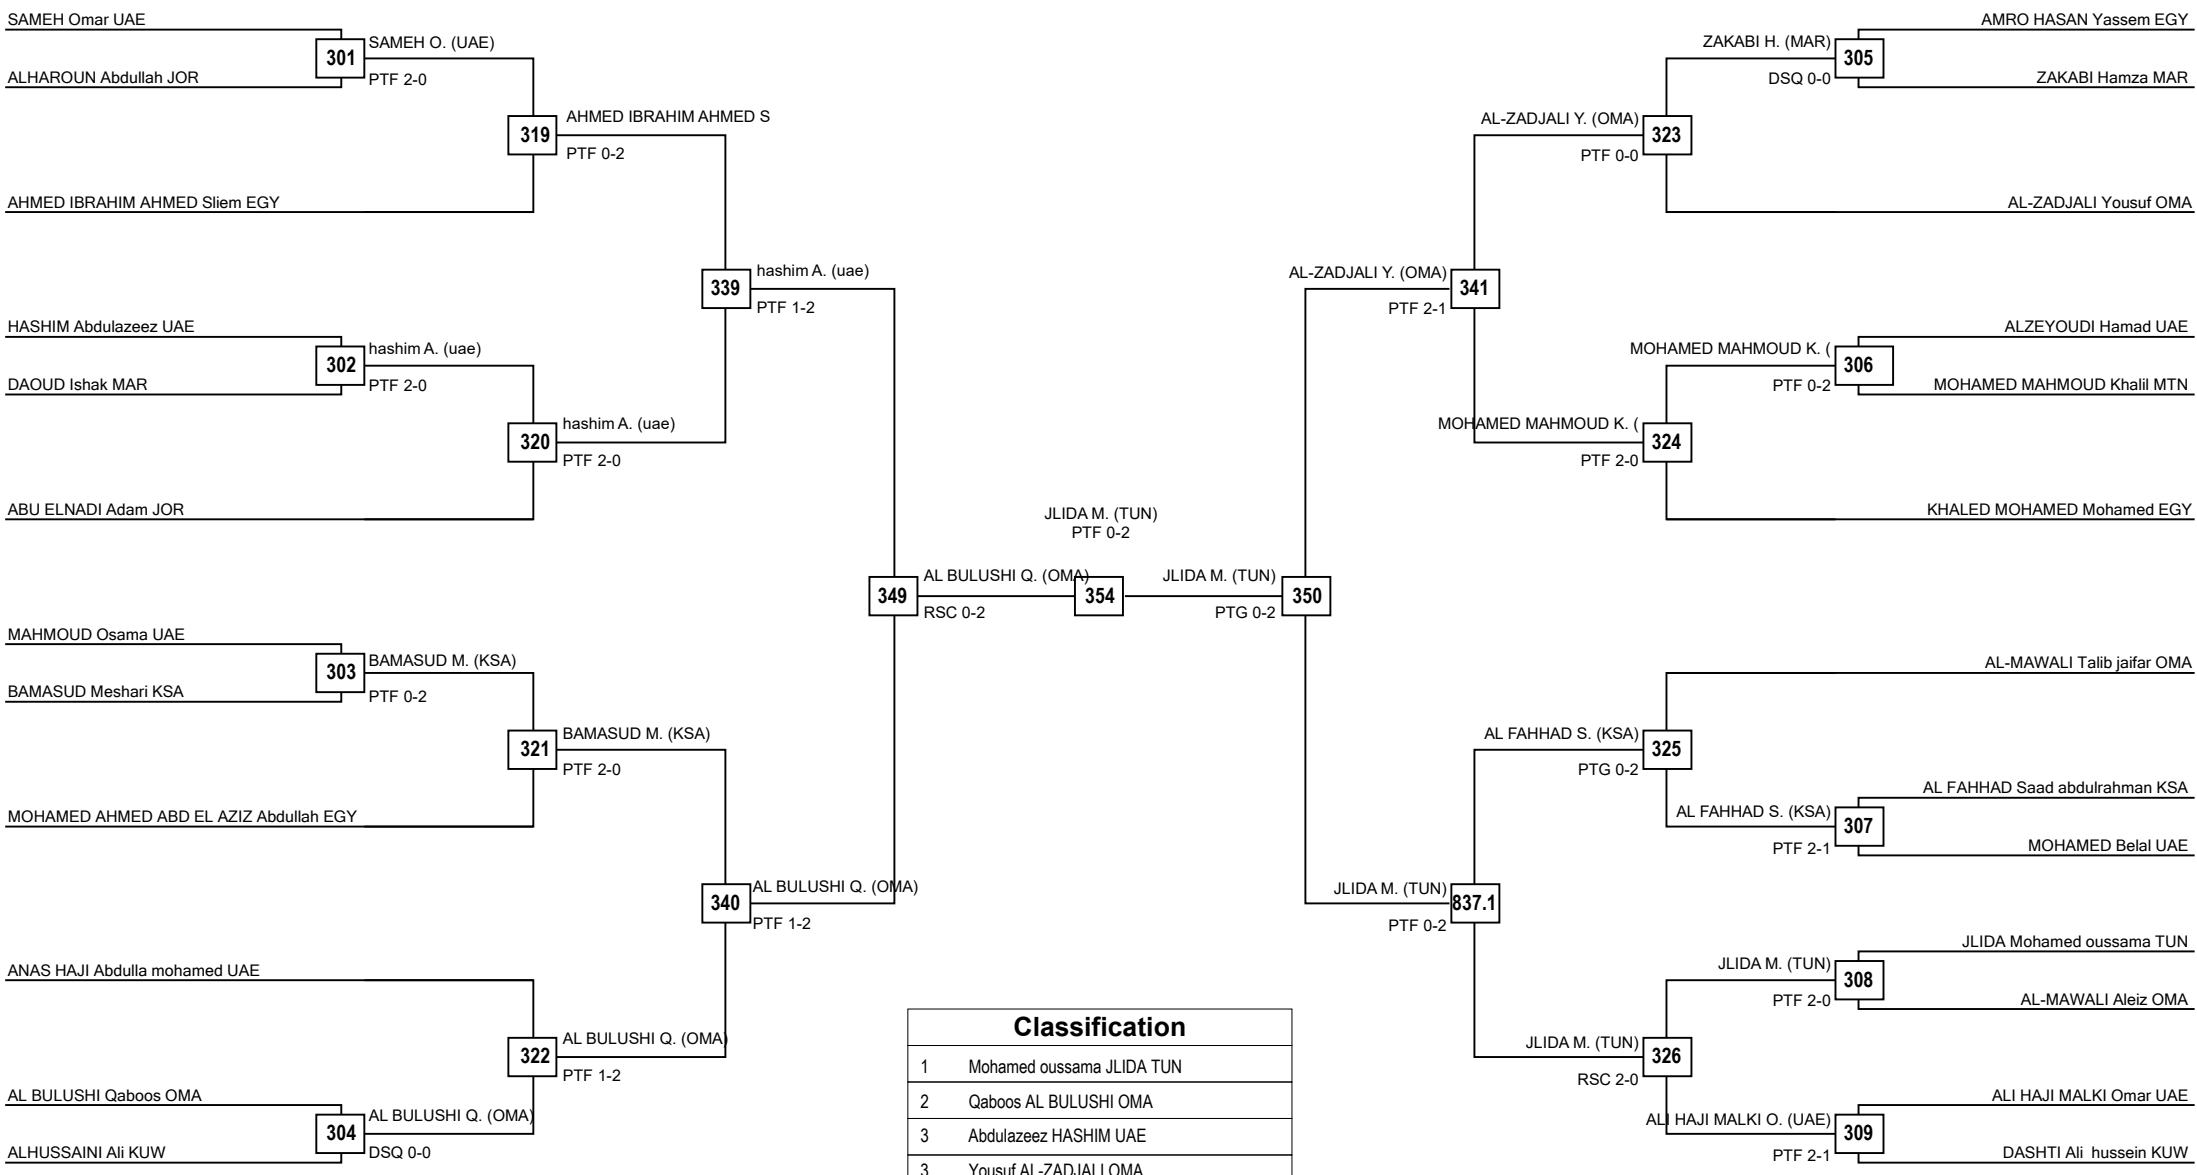 SAMEH Omar UAE
301
SAMEH O. (UAE)
PTF 2-0
ALHAROUN Abdullah JOR
319
AHMED IBRAHIM AHMED S
PTF 0-2
AHMED IBRAHIM AHMED Sliem EGY
339
hashim A. (uae)
PTF 1-2
HASHIM Abdulazeez UAE
302
hashim A. (uae)
PTF 2-0
DAOUD Ishak MAR
320
hashim A. (uae)
PTF 2-0
ABU ELNADI Adam JOR
349
AL BULUSHI Q. (OMA)
RSC 0-2
MAHMOUD Osama UAE
303
BAMASUD M. (KSA)
PTF 0-2
BAMASUD Meshari KSA
321
BAMASUD M. (KSA)
PTF 2-0
MOHAMED AHMED ABD EL AZIZ Abdullah EGY
340
AL BULUSHI Q. (OMA)
PTF 1-2
ANAS HAJI Abdulla mohamed UAE
322
AL BULUSHI Q. (OMA)
PTF 1-2
AL BULUSHI Qaboos OMA
304
AL BULUSHI Q. (OMA)
DSQ 0-0
ALHUSSAINI Ali KUW
JLIDA M. (TUN)
PTF 0-2
354
AMRO HASAN Yassem EGY
ZAKABI H. (MAR)
305
DSQ 0-0
ZAKABI Hamza MAR
AL-ZADJALI Y. (OMA)
323
PTF 0-0
AL-ZADJALI Yousuf OMA
AL-ZADJALI Y. (OMA)
341
PTF 2-1
ALZEYOUDI Hamad UAE
MOHAMED MAHMOUD K. (
306
PTF 0-2
MOHAMED MAHMOUD Khalil MTN
MOHAMED MAHMOUD K. (
324
PTF 2-0
KHALED MOHAMED Mohamed EGY
JLIDA M. (TUN)
350
PTG 0-2
AL-MAWALI Talib jaifar OMA
AL FAHHAD S. (KSA)
325
PTG 0-2
AL FAHHAD Saad abdulrahman KSA
AL FAHHAD S. (KSA)
307
PTF 2-1
MOHAMED Belal UAE
JLIDA M. (TUN)
837.1
PTF 0-2
JLIDA Mohamed oussama TUN
JLIDA M. (TUN)
308
PTF 2-0
AL-MAWALI Aleiz OMA
JLIDA M. (TUN)
326
RSC 2-0
ALI HAJI MALKI Omar UAE
ALI HAJI MALKI O. (UAE)
309
PTF 2-1
DASHTI Ali hussein KUW
Classification
1 Mohamed oussama JLIDA TUN
2 Qaboos AL BULUSHI OMA
3 Abdulazeez HASHIM UAE
3 Yousuf AL-ZADJALI OMA